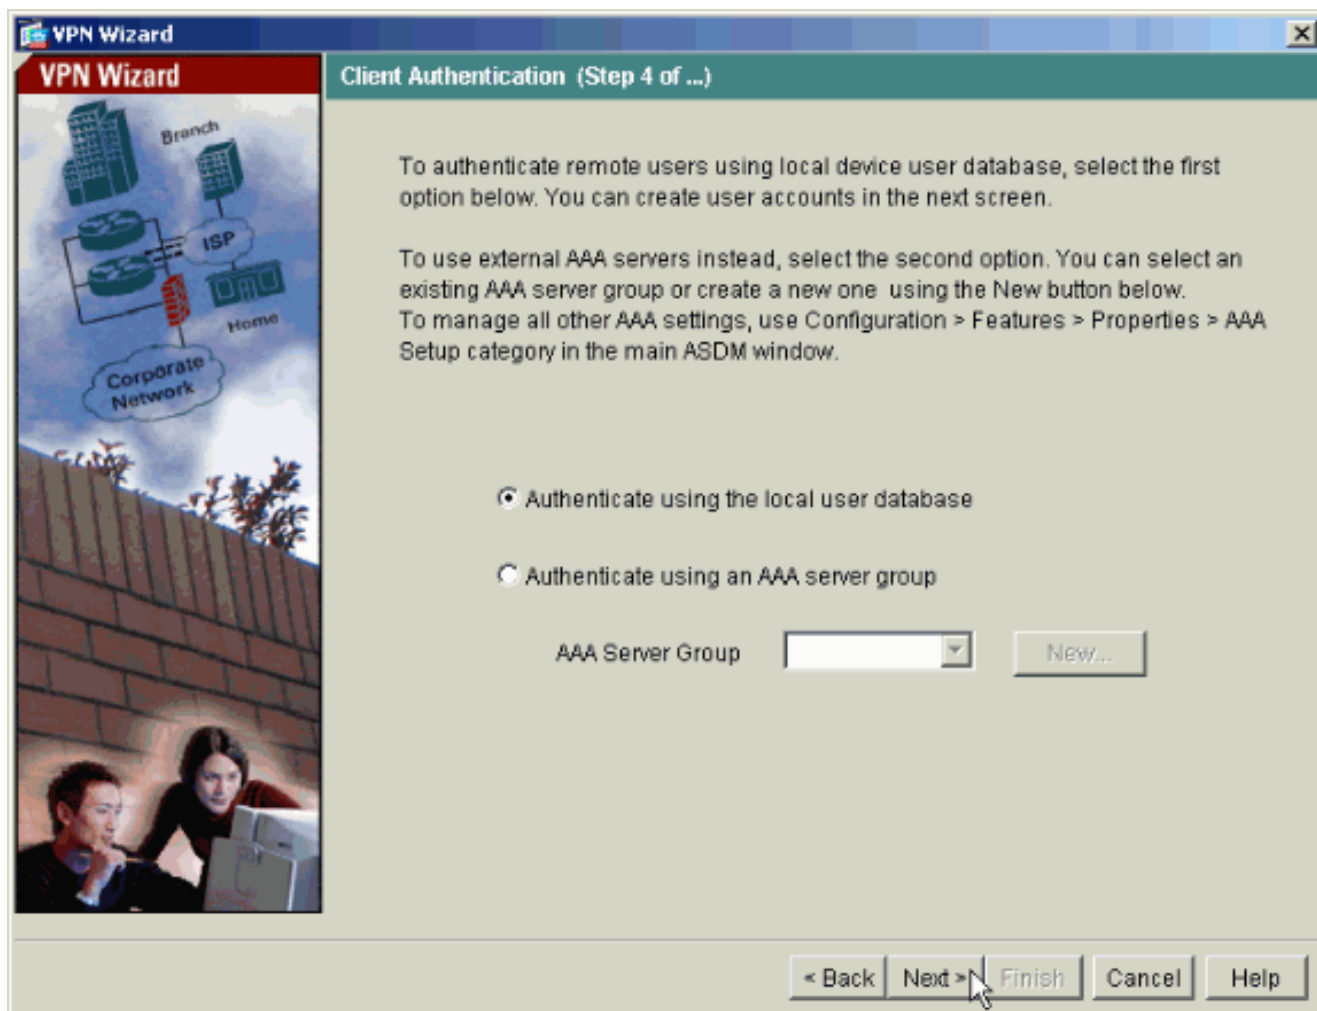 VPN Wizard
VPN Wizard
Client Authentication (Step 4 of ...)
Branch
ISP
Home
Corporate
Network
To authenticate remote users using local device user database, select the first
option below. You can create user accounts in the next screen.
To use external AAA servers instead, select the second option. You can select an
existing AAA server group or create a new one using the New button below.
To manage all other AAA settings, use Configuration > Features > Properties > AAA
Setup category in the main ASDM window.
Authenticate using the local user database
Authenticate using an AAA server group
AAA Server Group
New...
< Back
Next >
Finish
Cancel
Help